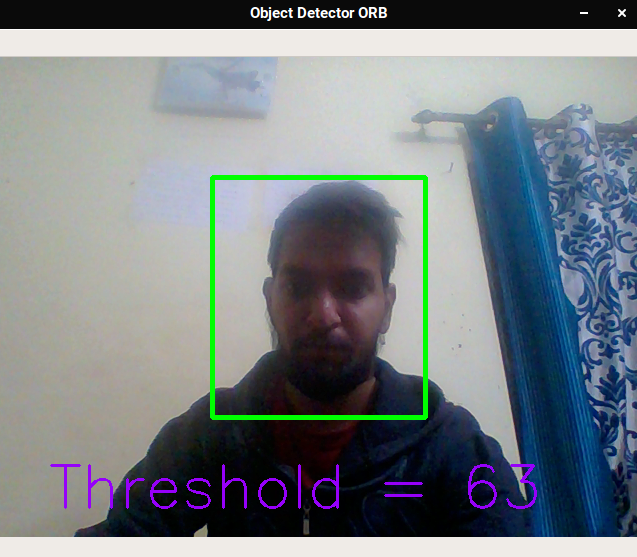 Object Detector ORB
Threshold = 63